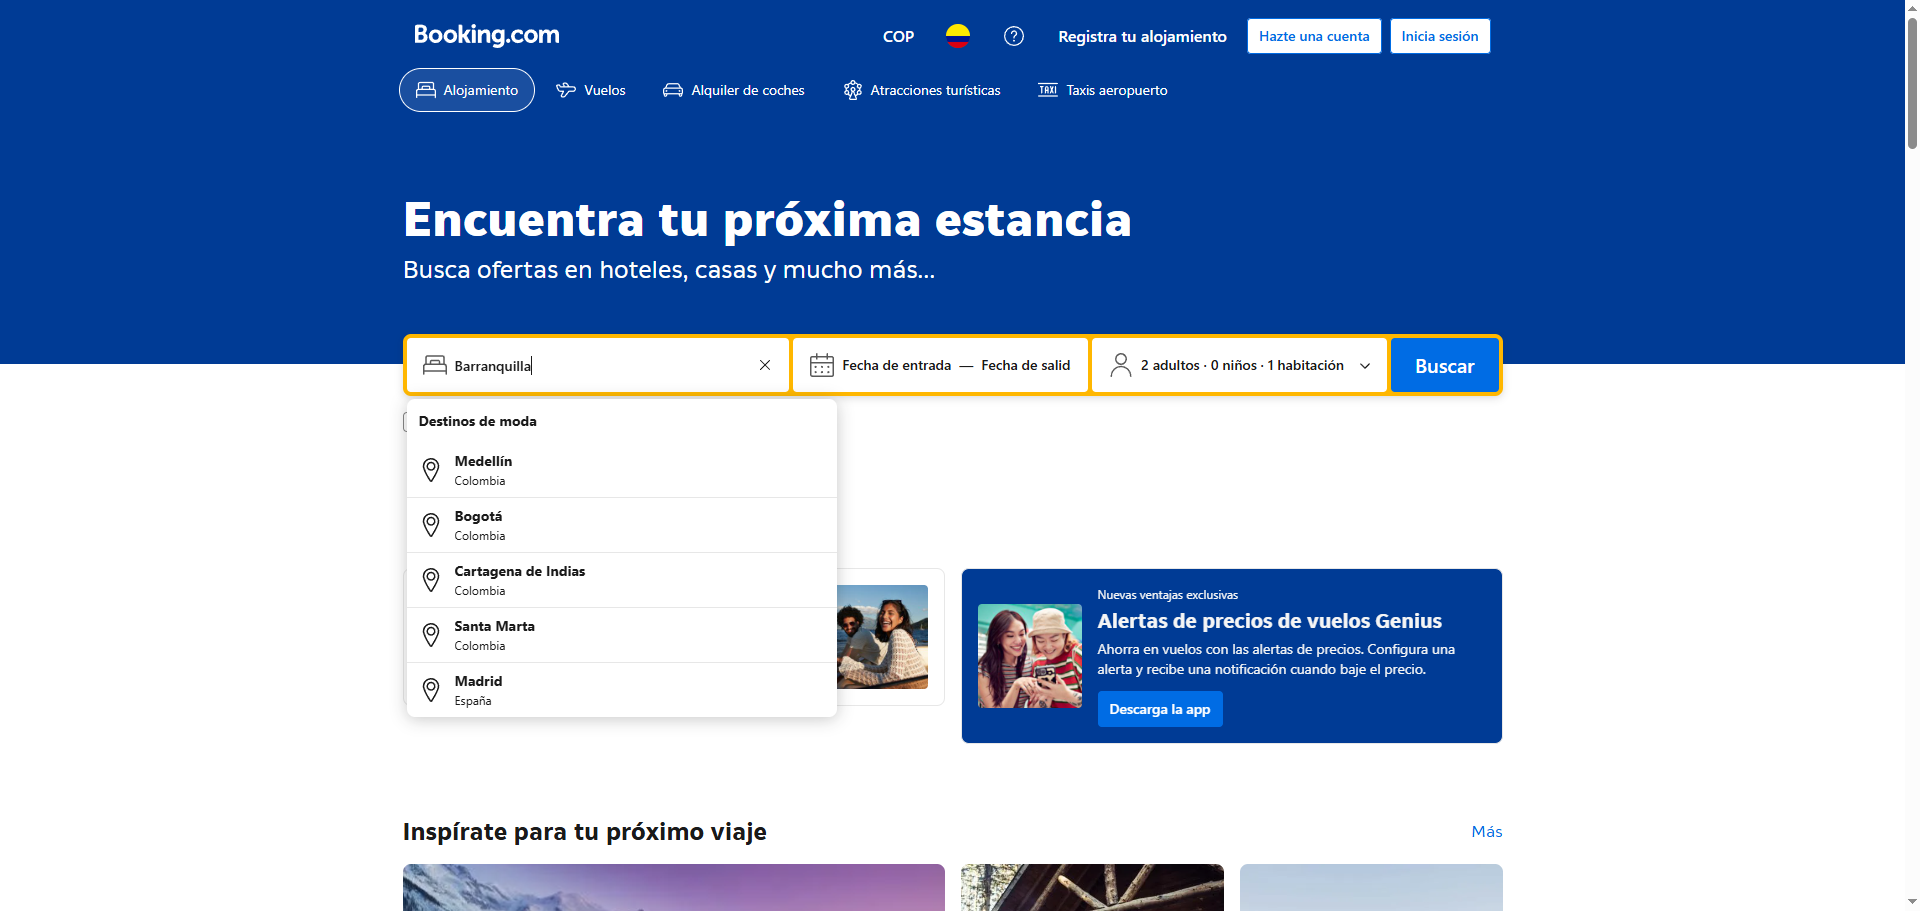 Booking.com
COP
Registra tu alojamiento
Hazte una cuenta
Inicia sesión
Alojamiento
Vuelos
Alquiler de coches
Atracciones turísticas
TAXI
Taxis aeropuerto
Encuentra tu próxima estancia
Busca ofertas en hoteles, casas y mucho más...
Barranquilla
Fecha de entrada — Fecha de salid
2 adultos · 0 niños · 1 habitación
Buscar
Destinos de moda
Medellín
Colombia
Bogotá
Colombia
Cartagena de Indias
Colombia
Santa Marta
Colombia
Madrid
España
Nuevas ventajas exclusivas
Alertas de precios de vuelos Genius
Ahorra en vuelos con las alertas de precios. Configura una
alerta y recibe una notificación cuando baje el precio.
Descarga la app
Inspírate para tu próximo viaje
Más